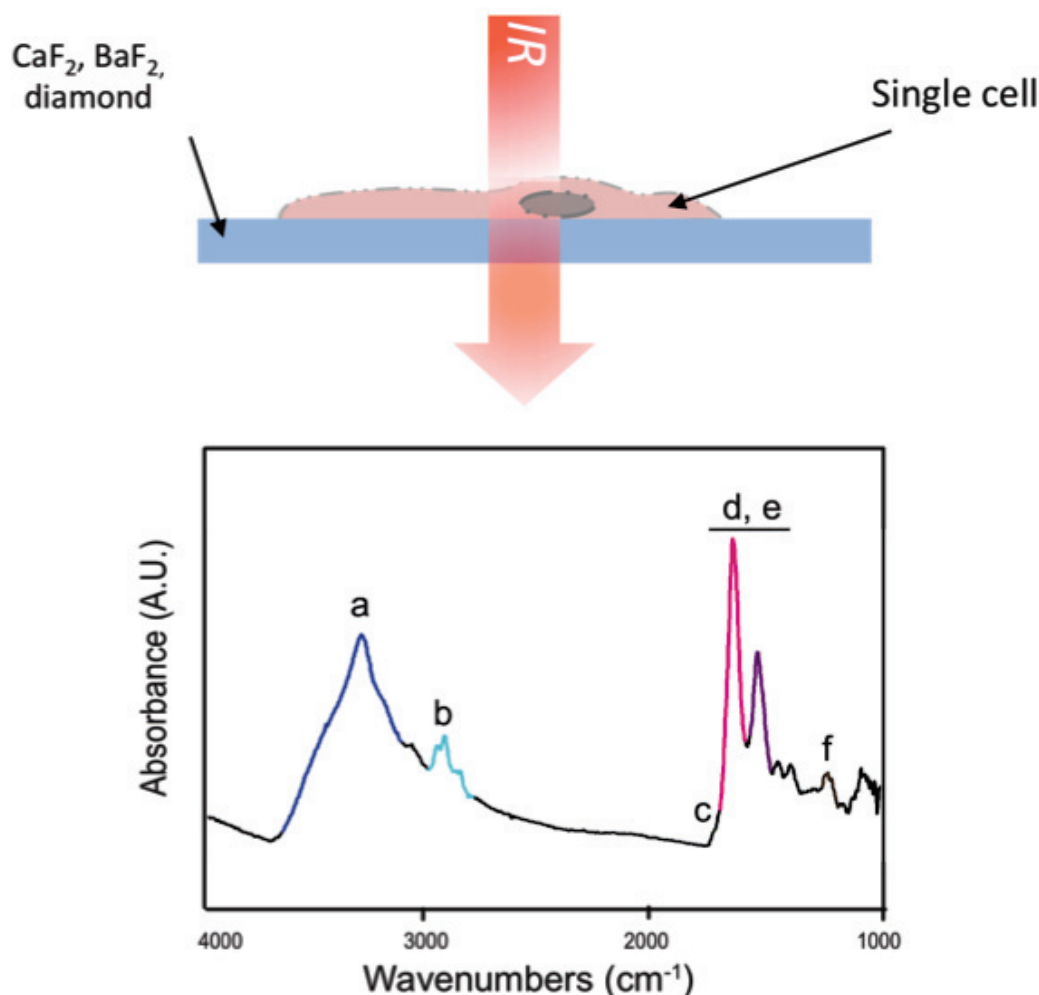 IR
CaF₂, BaF₂,
diamond
Single cell
d, e
a
b
f
c
Absorbance (A.U.)
4000 3000 2000 1000
Wavenumbers (cm⁻¹)